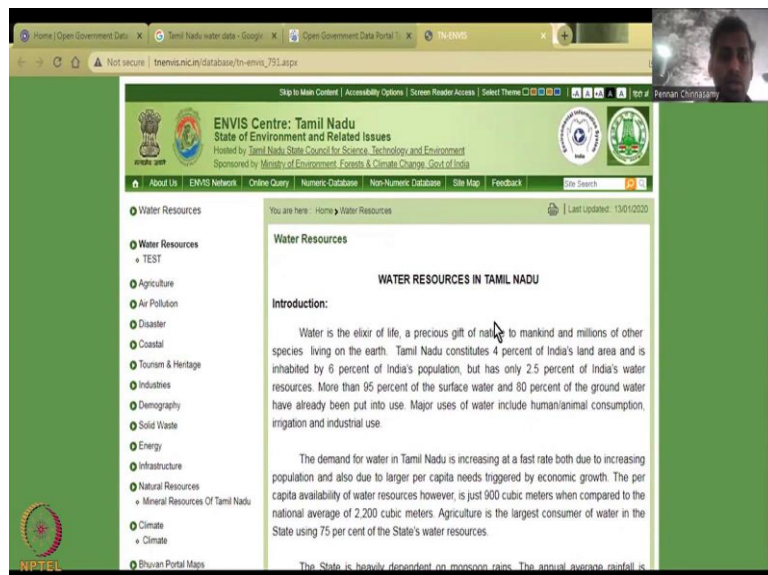 Home | Open Government Data
Tamil Nadu water data - Google
Open Government Data Portal T
TN-ENVIS
Not secure | tnenvis.nic.in/database/tn-envis_791.aspx
Pennan Chinnasamy
Skip to Main Content | Accessibility Options | Screen Reader Access | Select Theme
-A A +A A A
ENVIS Centre: Tamil Nadu
State of Environment and Related Issues
Hosted by Tamil Nadu State Council for Science, Technology and Environment
Sponsored by Ministry of Environment, Forests & Climate Change, Govt of India
About Us ENVIS Network Online Query Numeric-Database Non-Numeric Database Site Map Feedback
Site Search
You are here : Home Water Resources
Last Updated: 13/01/2020
Water Resources
Water Resources
TEST
Agriculture
Air Pollution
Disaster
Coastal
Tourism & Heritage
Industries
Demography
Solid Waste
Energy
Infrastructure
Natural Resources
Mineral Resources Of Tamil Nadu
Climate
Climate
Bhuvan Portal Maps
Water Resources
WATER RESOURCES IN TAMIL NADU
Introduction:
Water is the elixir of life, a precious gift of nature to mankind and millions of other
species living on the earth. Tamil Nadu constitutes 4 percent of India's land area and is
inhabited by 6 percent of India's population, but has only 2.5 percent of India's water
resources. More than 95 percent of the surface water and 80 percent of the ground water
have already been put into use. Major uses of water include human/animal consumption,
irrigation and industrial use.
The demand for water in Tamil Nadu is increasing at a fast rate both due to increasing
population and also due to larger per capita needs triggered by economic growth. The per
capita availability of water resources however, is just 900 cubic meters when compared to the
national average of 2,200 cubic meters. Agriculture is the largest consumer of water in the
State using 75 per cent of the State's water resources.
The State is heavily dependent on monsoon rains. The annual average rainfall is
NPTEL